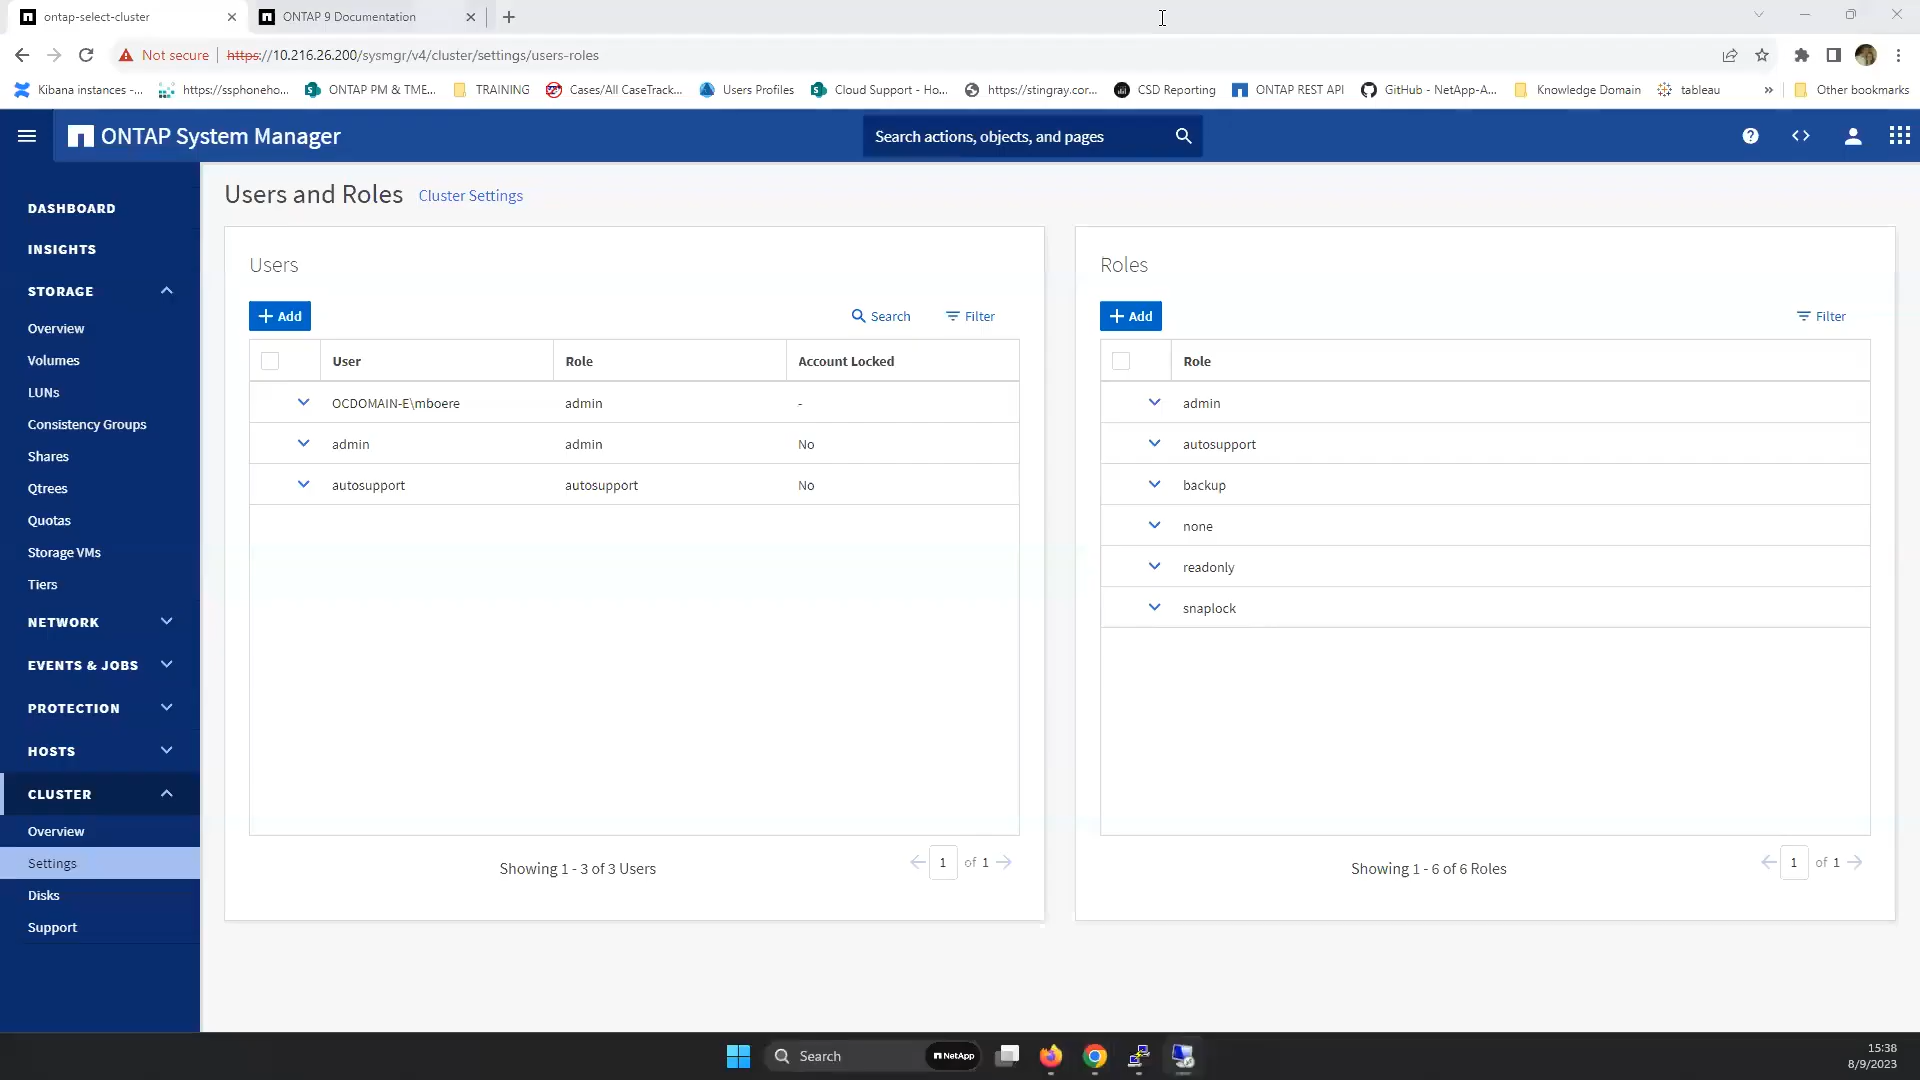 ontap-select-cluster
ONTAP 9 Documentation
Not secure https://10.216.26.200/sysmgr/v4/cluster/settings/users-roles
Kibana instances -... https://ssphoneho... ONTAP PM & TME... TRAINING Cases/All CaseTrack... Users Profiles Cloud Support - Ho... https://stingray.cor... CSD Reporting ONTAP REST API GitHub - NetApp-A... Knowledge Domain tableau » Other bookmarks
ONTAP System Manager
Search actions, objects, and pages
DASHBOARD
INSIGHTS
STORAGE
Overview
Volumes
LUNs
Consistency Groups
Shares
Qtrees
Quotas
Storage VMs
Tiers
NETWORK
EVENTS & JOBS
PROTECTION
HOSTS
CLUSTER
Overview
Settings
Disks
Support
Users and Roles Cluster Settings
Users
+ Add Search Filter
User Role Account Locked
OCDOMAIN-E\mboere admin -
admin admin No
autosupport autosupport No
Showing 1 - 3 of 3 Users 1 of 1
Roles
+ Add Filter
Role
admin
autosupport
backup
none
readonly
snaplock
Showing 1 - 6 of 6 Roles 1 of 1
Search NetApp
15:38
8/9/2023